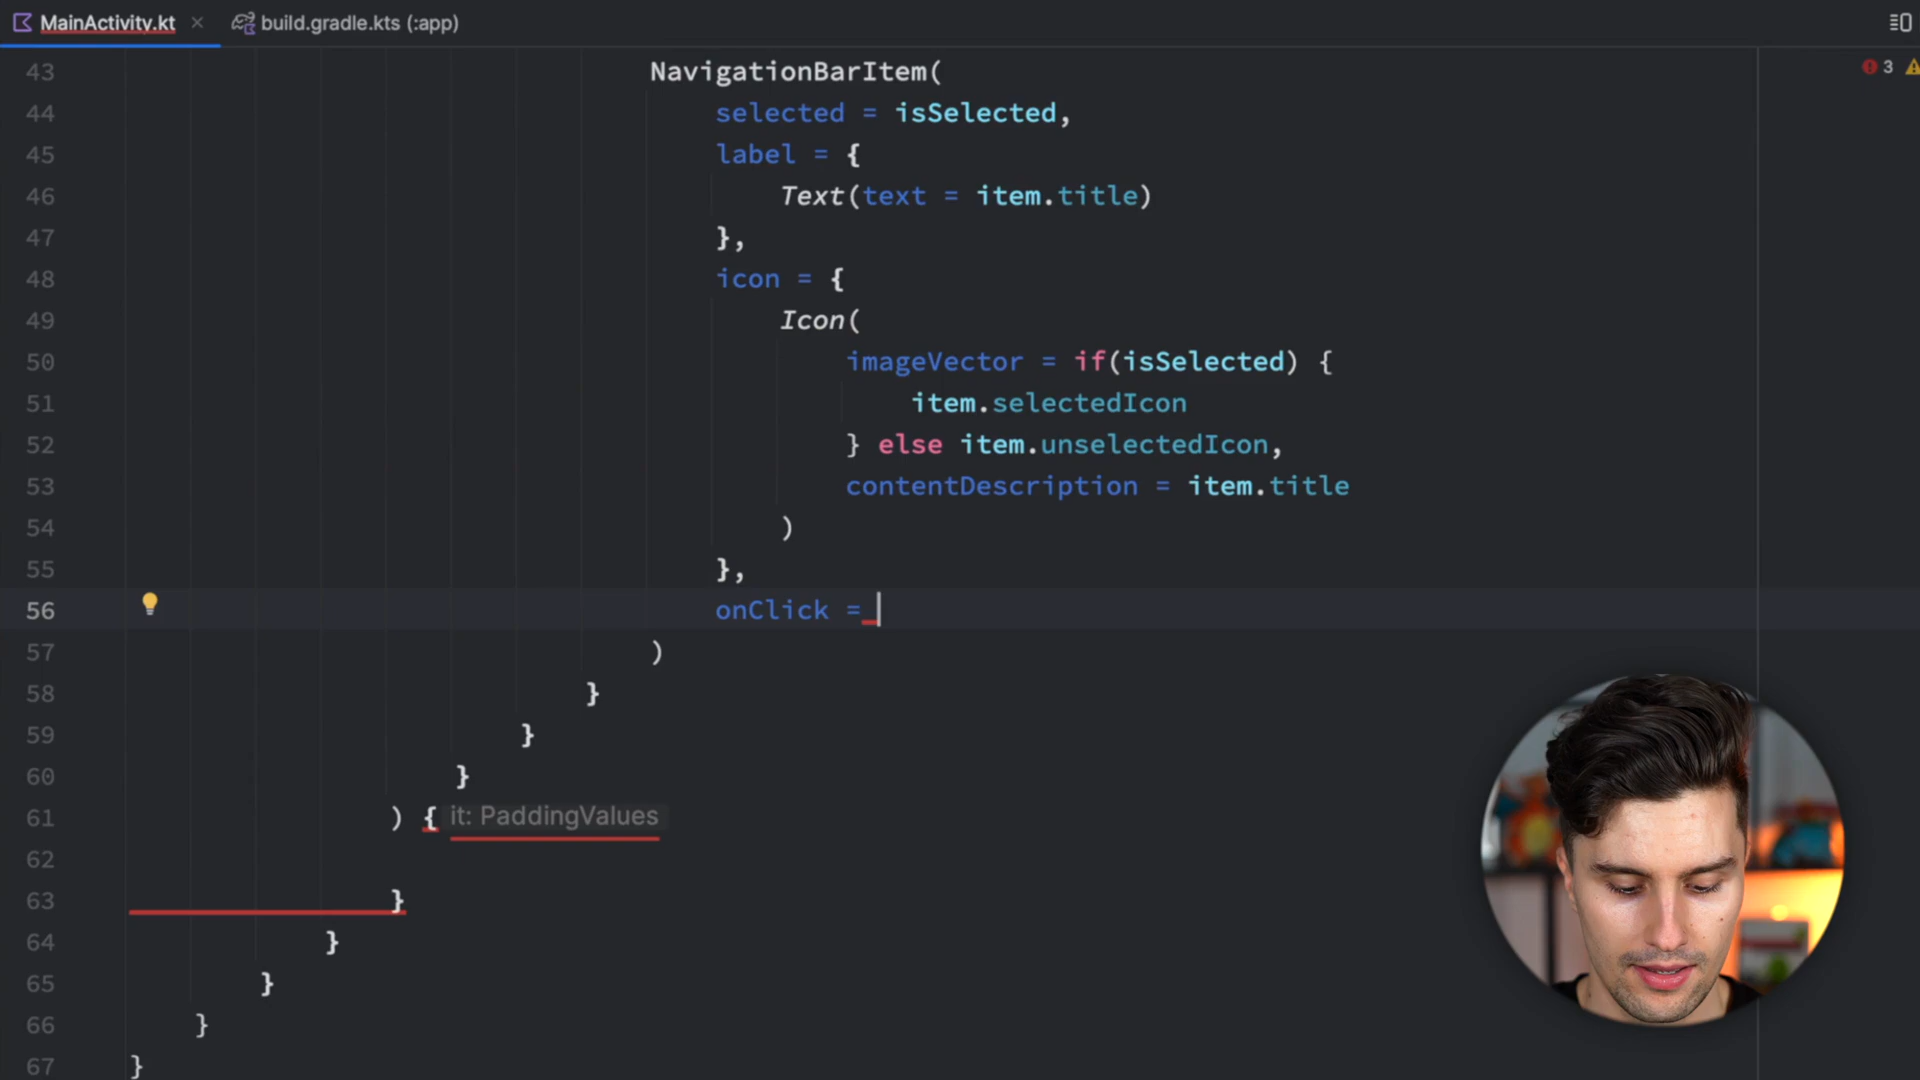 MainActivity.kt × build.gradle.kts (:app)
3
43 NavigationBarItem(
44 selected = isSelected,
45 label = {
46 Text(text = item.title)
47 },
48 icon = {
49 Icon(
50 imageVector = if(isSelected) {
51 item.selectedIcon
52 } else item.unselectedIcon,
53 contentDescription = item.title
54 )
55 },
56 onClick =
57 )
58 }
59 }
60 }
61 ) { it: PaddingValues
62
63 }
64 }
65 }
66 }
67 }